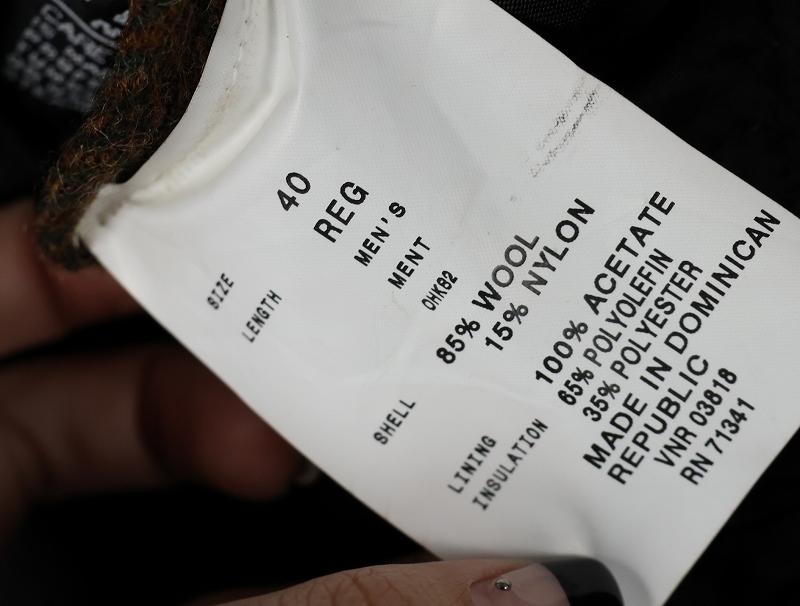 SIZE 40
LENGTH REG
MEN'S
MENT
SHELL 85% WOOL
15% NYLON
LINING 100% ACETATE
INSULATION 65% POLYOLEFIN
35% POLYESTER
MADE IN DOMINICAN
REPUBLIC
VNR 03818
RN 71341